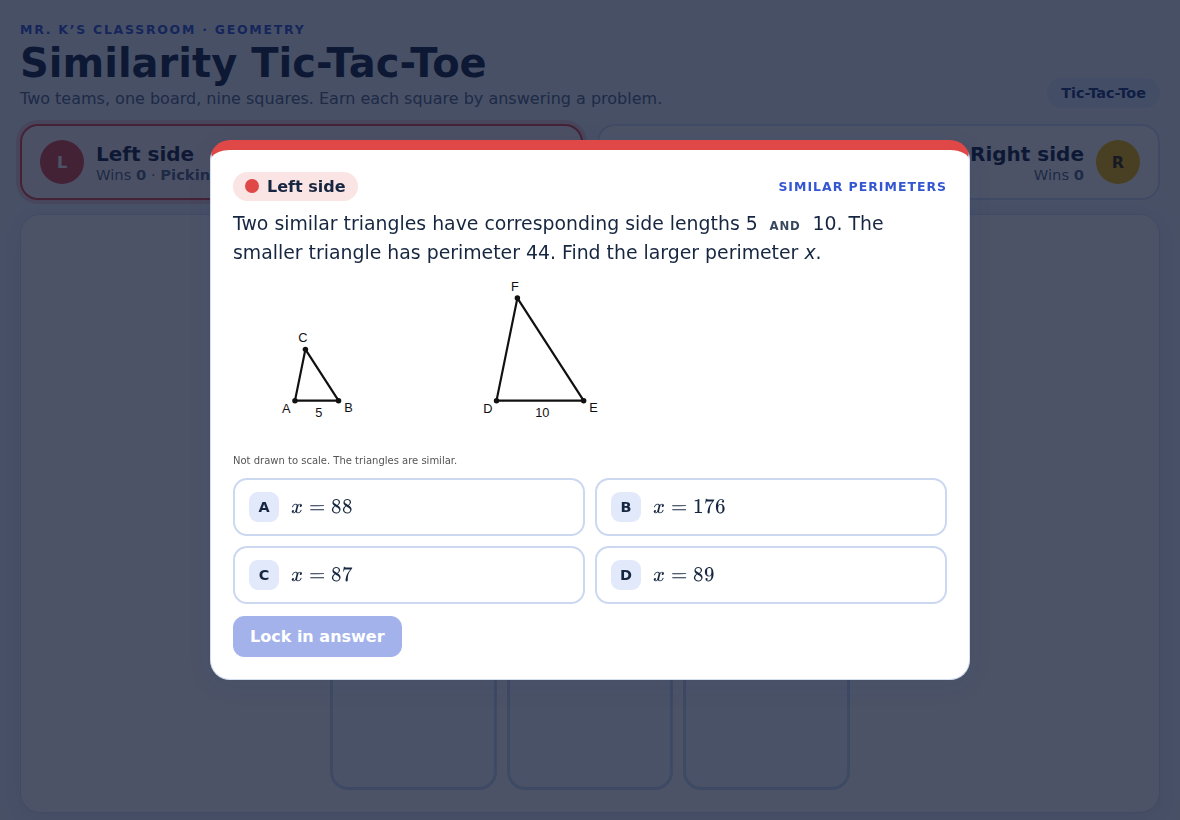 MR. K’S CLASSROOM · GEOMETRY
Similarity Tic-Tac-Toe
Two teams, one board, nine squares. Earn each square by answering a problem.
Tic-Tac-Toe
L
Left side
Wins 0 · Pickin
Right side
Wins 0
R
Left side
SIMILAR PERIMETERS
Two similar triangles have corresponding side lengths 5 AND 10. The
smaller triangle has perimeter 44. Find the larger perimeter x.
F
C
A
5
B
D
10
E
Not drawn to scale. The triangles are similar.
A x = 88
B x = 176
C x = 87
D x = 89
Lock in answer